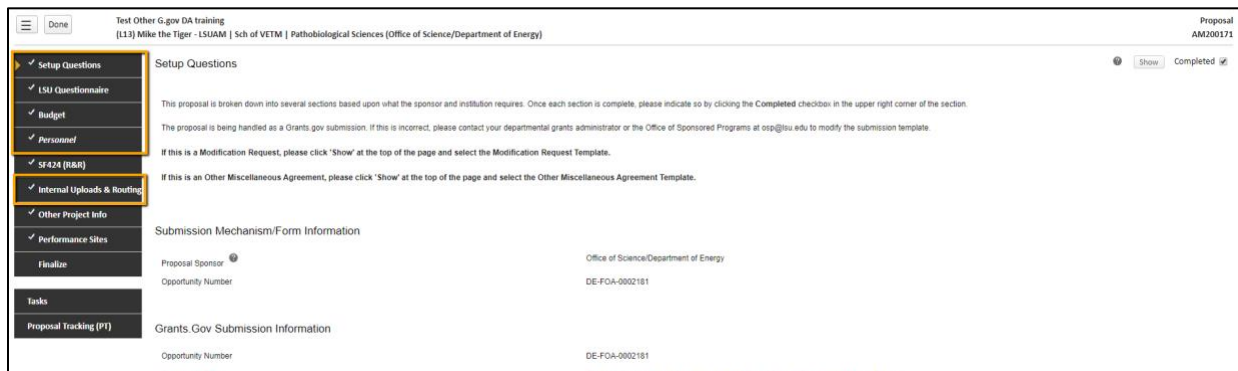 Done
Test Other G.gov DA training
(L13) Mike the Tiger - LSUAM | Sch of VETM | Pathobiological Sciences (Office of Science/Department of Energy)
Proposal
AM200171
Setup Questions
LSU Questionnaire
Budget
Personnel
SF424 (R&R)
Internal Uploads & Routing
Other Project Info
Performance Sites
Finalize
Tasks
Proposal Tracking (PT)
Setup Questions
Show Completed
This proposal is broken down into several sections based upon what the sponsor and institution requires. Once each section is complete, please indicate so by clicking the Completed checkbox in the upper right corner of the section.
The proposal is being handled as a Grants.gov submission. If this is incorrect, please contact your departmental grants administrator or the Office of Sponsored Programs at osp@lsu.edu to modify the submission template.
If this is a Modification Request, please click 'Show' at the top of the page and select the Modification Request Template.
If this is an Other Miscellaneous Agreement, please click 'Show' at the top of the page and select the Other Miscellaneous Agreement Template.
Submission Mechanism/Form Information
Proposal Sponsor Office of Science/Department of Energy
Opportunity Number DE-FOA-0002181
Grants.Gov Submission Information
Opportunity Number DE-FOA-0002181